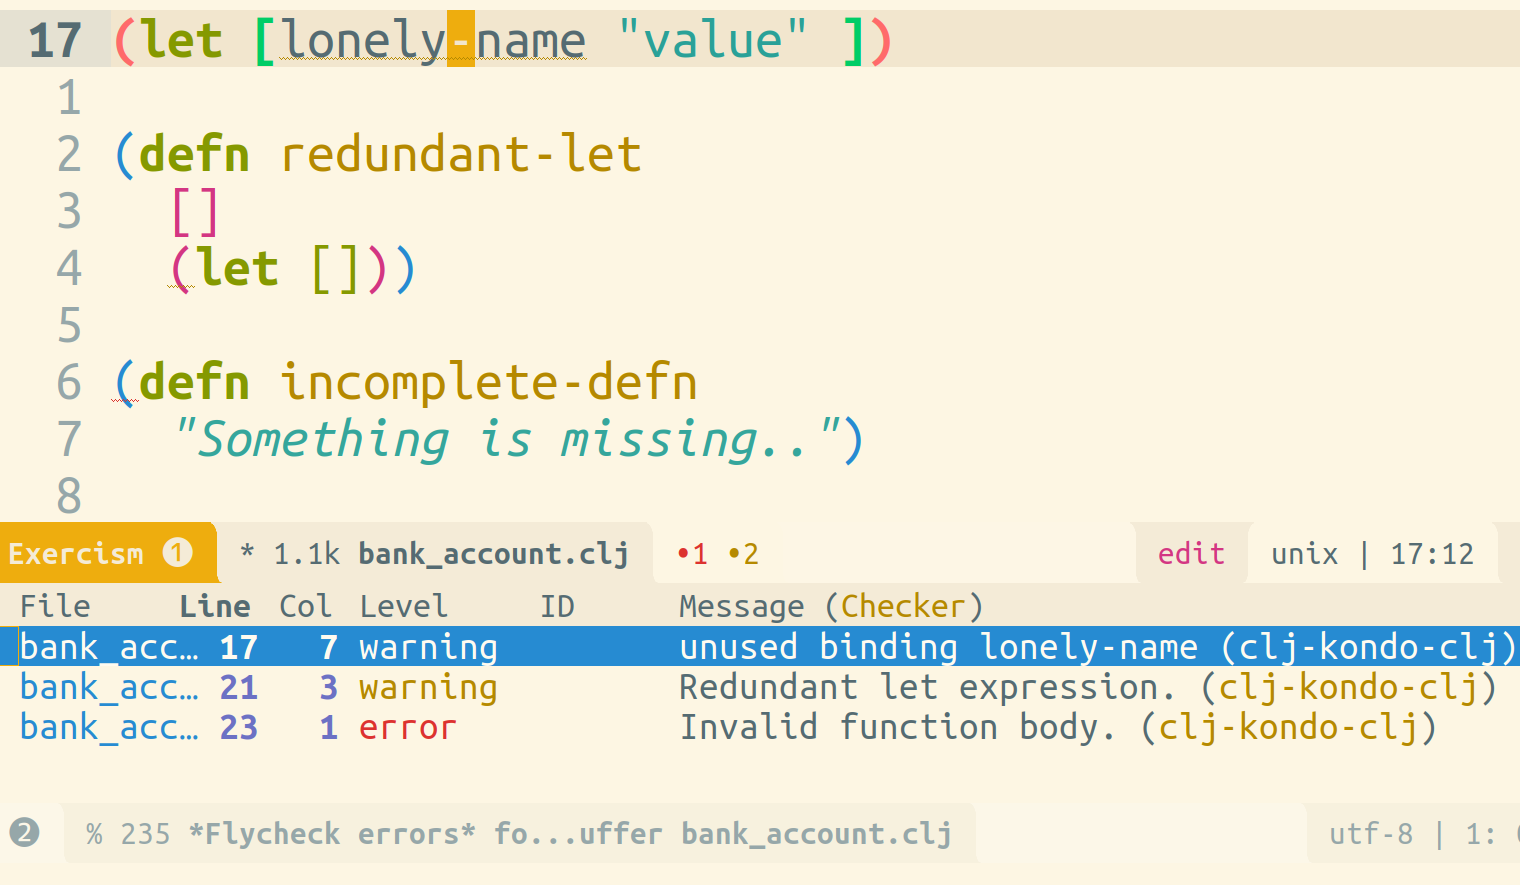 17 (let [lonely-name "value" ])
1
2 (defn redundant-let
3 []
4 (let []))
5
6 (defn incomplete-defn
7 "Something is missing..")
8
Exercism 1 * 1.1k bank_account.clj •1 •2 edit unix | 17:12
File Line Col Level ID Message (Checker)
bank_acc… 17 7 warning unused binding lonely-name (clj-kondo-clj)
bank_acc… 21 3 warning Redundant let expression. (clj-kondo-clj)
bank_acc… 23 1 error Invalid function body. (clj-kondo-clj)
2 % 235 *Flycheck errors* fo...uffer bank_account.clj utf-8 | 1: